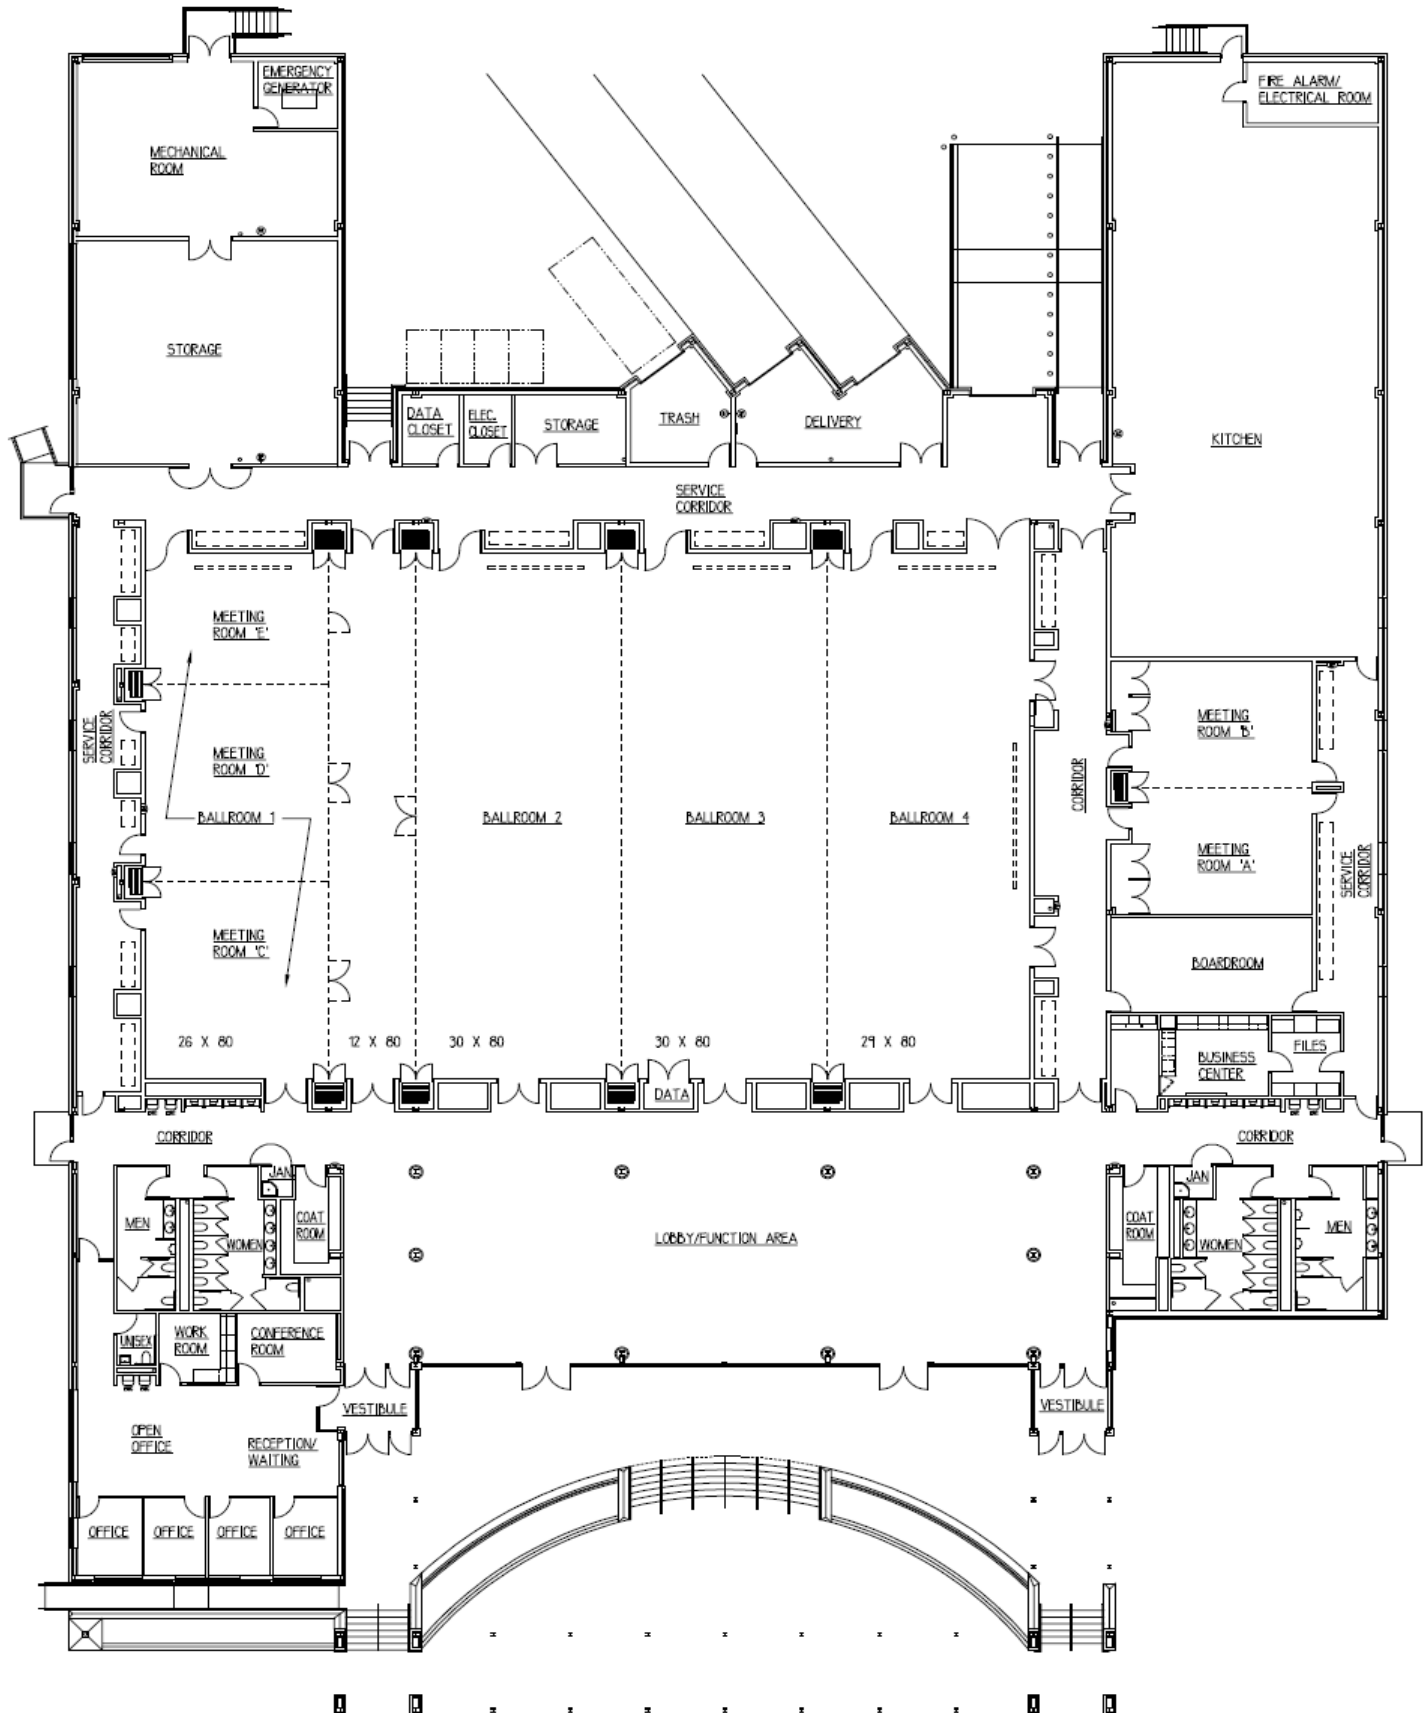 EMERGENCY
GENERATOR
FIRE ALARM/
ELECTRICAL ROOM
MECHANICAL
ROOM
STORAGE
DATA
CLOSET
ELEC.
CLOSET
STORAGE
TRASH
DELIVERY
KITCHEN
SERVICE
CORRIDOR
MEETING
ROOM 'E'
MEETING
ROOM 'D'
SERVICE
CORRIDOR
BALLROOM 1
BALLROOM 2
BALLROOM 3
BALLROOM 4
CORRIDOR
MEETING
ROOM 'B'
MEETING
ROOM 'A'
SERVICE
CORRIDOR
MEETING
ROOM 'C'
BOARDROOM
26 X 80
12 X 80
30 X 80
30 X 80
29 X 80
DATA
BUSINESS
CENTER
FILES
CORRIDOR
CORRIDOR
JAN
JAN
MEN
WOMEN
COAT
ROOM
LOBBY/FUNCTION AREA
COAT
ROOM
WOMEN
MEN
UNISEX
WORK
ROOM
CONFERENCE
ROOM
VESTIBULE
VESTIBULE
OPEN
OFFICE
RECEPTION/
WAITING
OFFICE
OFFICE
OFFICE
OFFICE